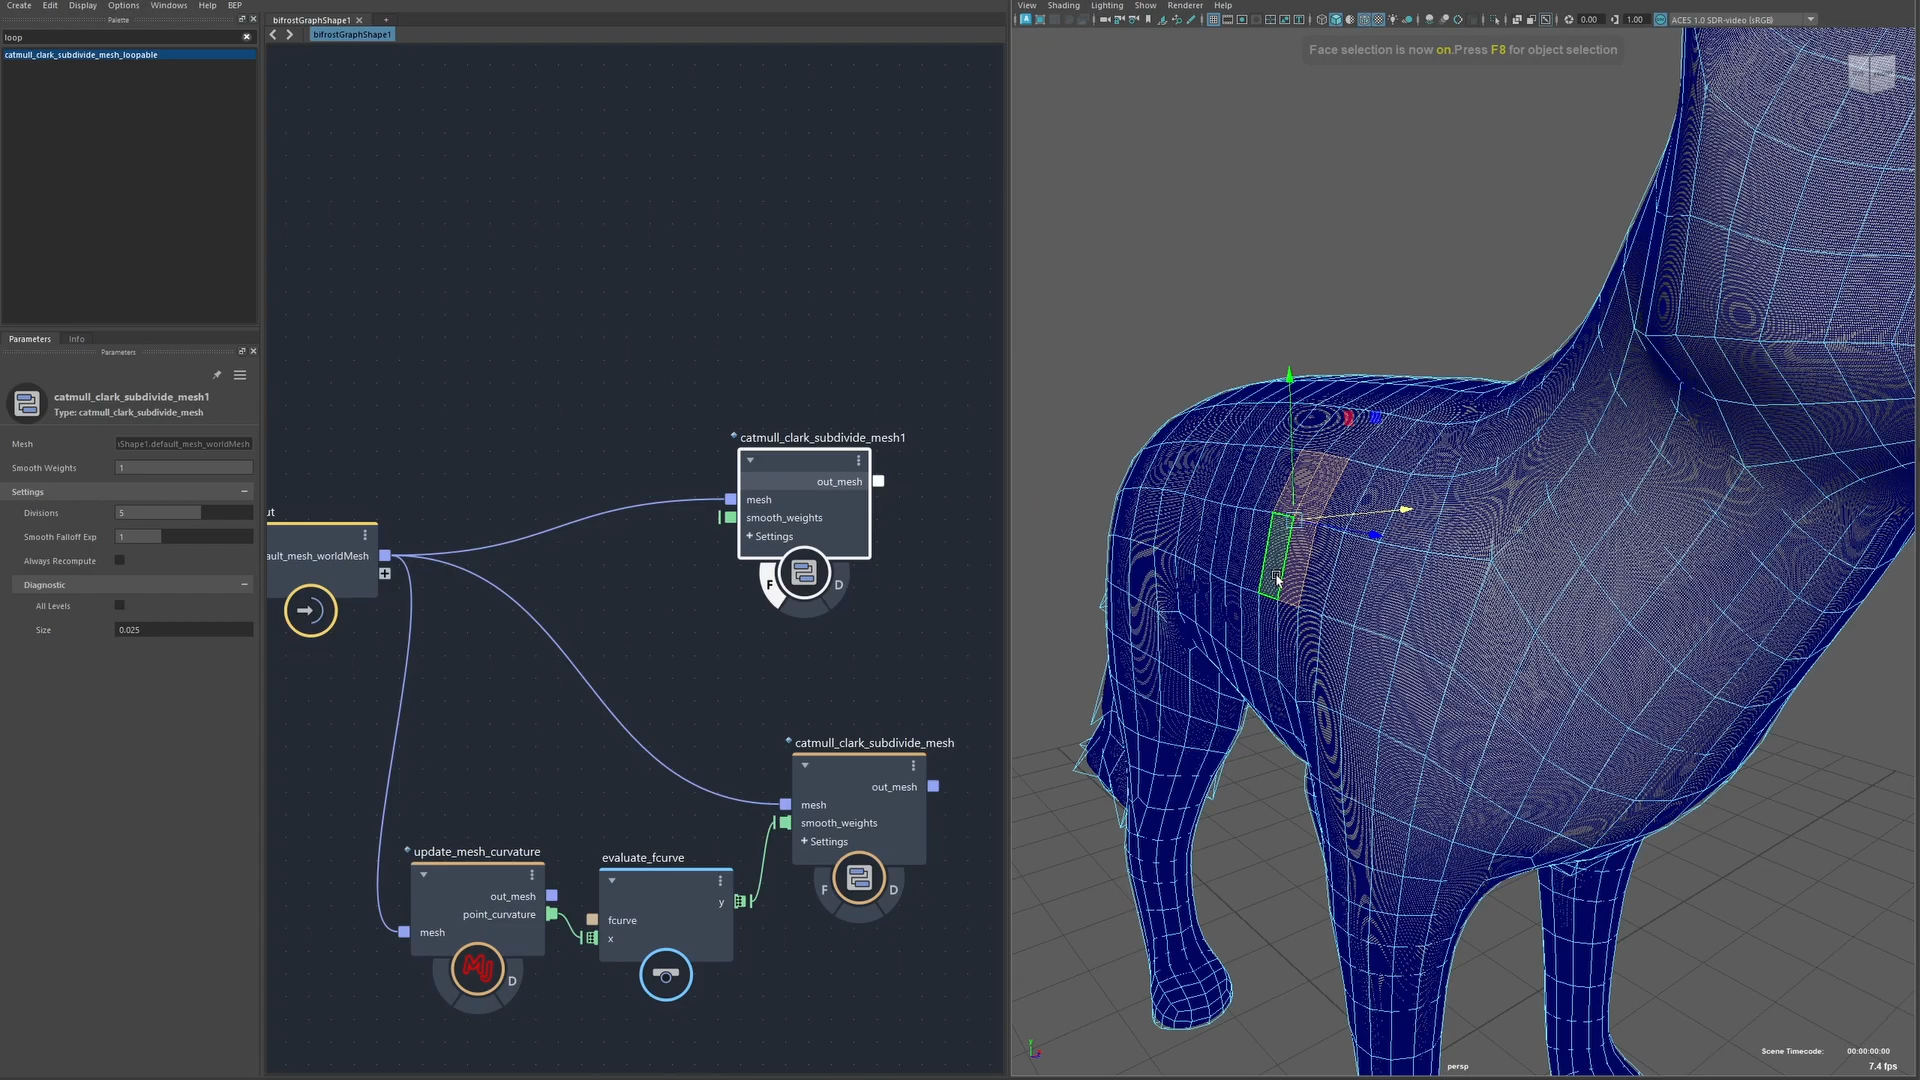 Create Edit Display Options Windows Help BEP
Palette
loop
catmull_clark_subdivide_mesh_loopable
Parameters Info
Parameters
catmull_clark_subdivide_mesh1
Type: catmull_clark_subdivide_mesh
Mesh \Shape1.default_mesh_worldMesh
Smooth Weights 1
Settings
Divisions 5
Smooth Falloff Exp 1
Always Recompute
Diagnostic
All Levels
Size 0.025
bifrostGraphShape1
bifrostGraphShape1
catmull_clark_subdivide_mesh1
out_mesh
mesh
smooth_weights
+ Settings
F D
ut
ault_mesh_worldMesh
catmull_clark_subdivide_mesh
out_mesh
mesh
smooth_weights
+ Settings
F D
update_mesh_curvature
out_mesh
point_curvature
mesh
MJ D
evaluate_fcurve
y
fcurve
x
View Shading Lighting Show Renderer Help
0.00 1.00 ACES 1.0 SDR-video (sRGB)
Face selection is now on.Press F8 for object selection
persp
Scene Timecode: 00:00:00:00
7.4 fps